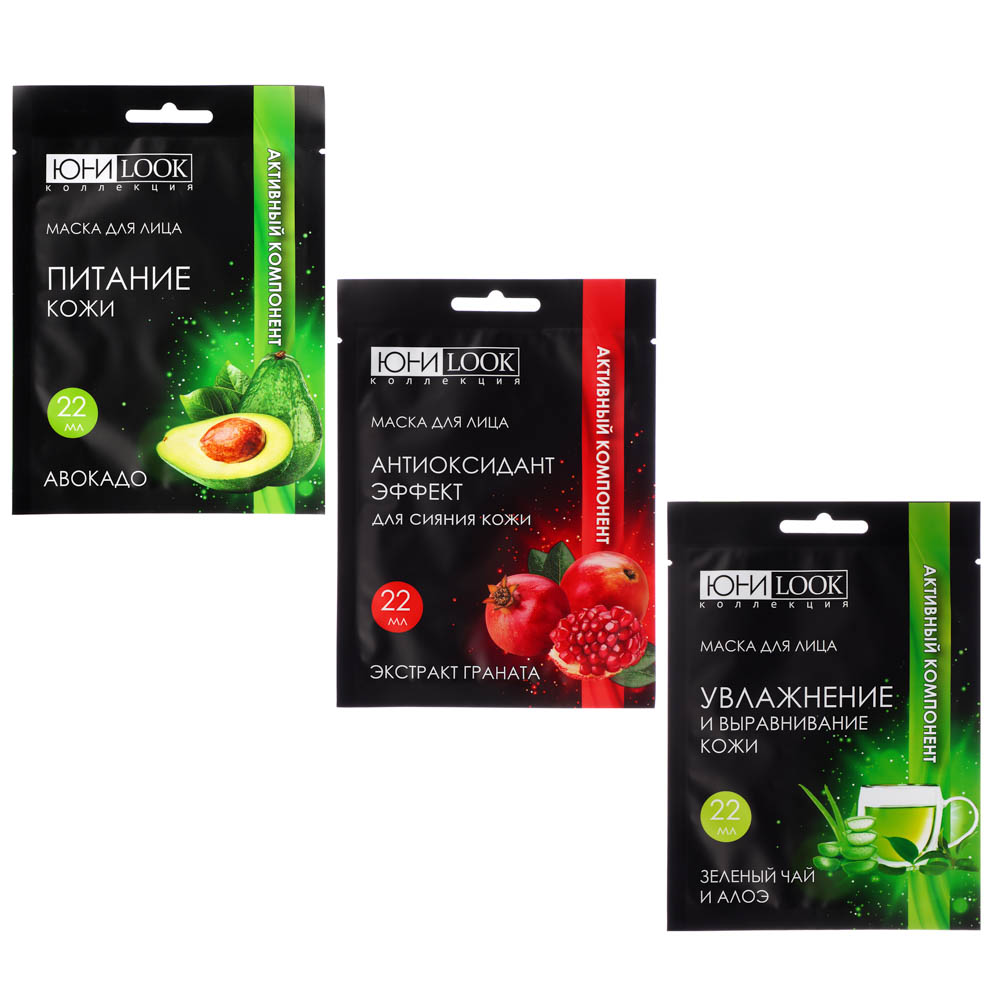 ЮНИ LOOK
коллекция
МАСКА ДЛЯ ЛИЦА
ПИТАНИЕ
КОЖИ
22
МЛ
АВОКАДО
АКТИВНЫЙ КОМПОНЕНТ
ЮНИ LOOK
коллекция
МАСКА ДЛЯ ЛИЦА
АНТИОКСИДАНТ
ЭФФЕКТ
ДЛЯ СИЯНИЯ КОЖИ
22
МЛ
ЭКСТРАКТ ГРАНАТА
АКТИВНЫЙ КОМПОНЕНТ
ЮНИ LOOK
коллекция
МАСКА ДЛЯ ЛИЦА
УВЛАЖНЕНИЕ
И ВЫРАВНИВАНИЕ
КОЖИ
22
МЛ
ЗЕЛЕНЫЙ ЧАЙ
И АЛОЭ
АКТИВНЫЙ КОМПОНЕНТ